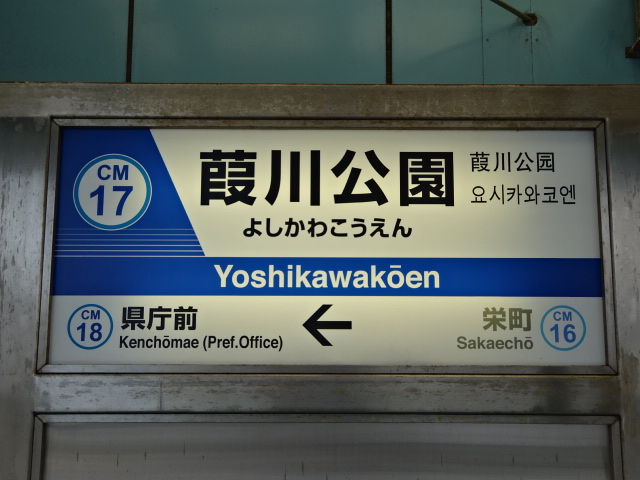 CM
17
葭川公園
よしかわこうえん
葭川公园
요시카와코엔
Yoshikawakōen
CM
18
県庁前
Kenchōmae (Pref.Office)
←
栄町
Sakaechō
CM
16